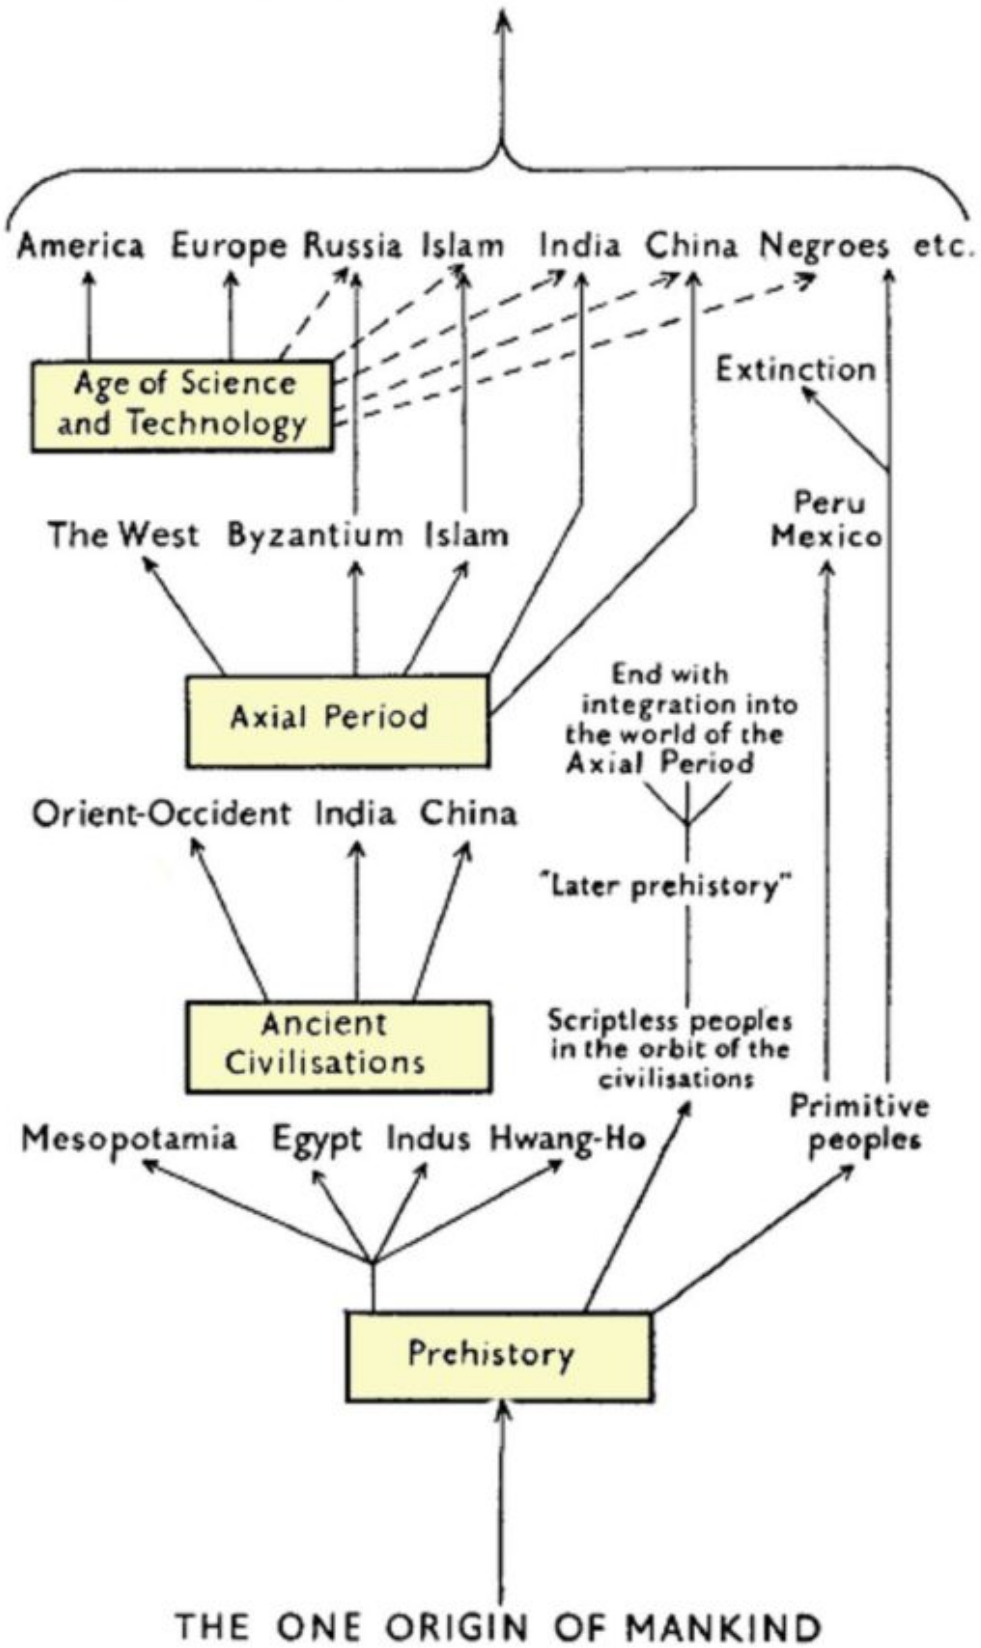 America Europe Russia Islam India China Negroes etc.
Age of Science
and Technology
Extinction
Peru
Mexico
The West Byzantium Islam
End with
integration into
the world of the
Axial Period
Axial Period
Orient-Occident India China
"Later prehistory"
Ancient
Civilisations
Scriptless peoples
in the orbit of the
civilisations
Primitive
peoples
Mesopotamia Egypt Indus Hwang-Ho
Prehistory
THE ONE ORIGIN OF MANKIND